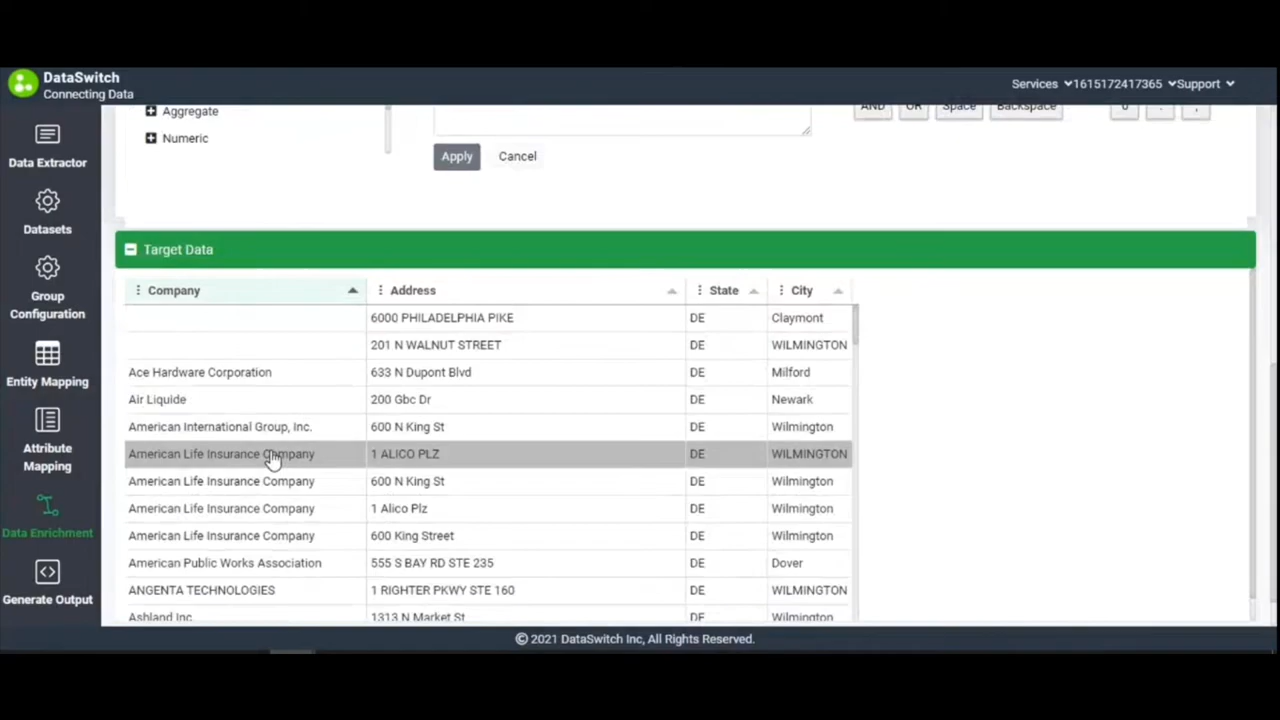 DataSwitch
Connecting Data
Services 1615172417365 Support
Data Extractor
Datasets
Group
Configuration
Entity Mapping
Attribute
Mapping
Data Enrichment
Generate Output
Aggregate
Numeric
AND OR Space Backspace 0 . ,
Apply Cancel
Target Data
Company Address State City
6000 PHILADELPHIA PIKE DE Claymont
201 N WALNUT STREET DE WILMINGTON
Ace Hardware Corporation 633 N Dupont Blvd DE Milford
Air Liquide 200 Gbc Dr DE Newark
American International Group, Inc. 600 N King St DE Wilmington
American Life Insurance Company 1 ALICO PLZ DE WILMINGTON
American Life Insurance Company 600 N King St DE Wilmington
American Life Insurance Company 1 Alico Plz DE Wilmington
American Life Insurance Company 600 King Street DE Wilmington
American Public Works Association 555 S BAY RD STE 235 DE Dover
ANGENTA TECHNOLOGIES 1 RIGHTER PKWY STE 160 DE WILMINGTON
Ashland Inc. 1313 N Market St DE Wilmington
© 2021 DataSwitch Inc, All Rights Reserved.